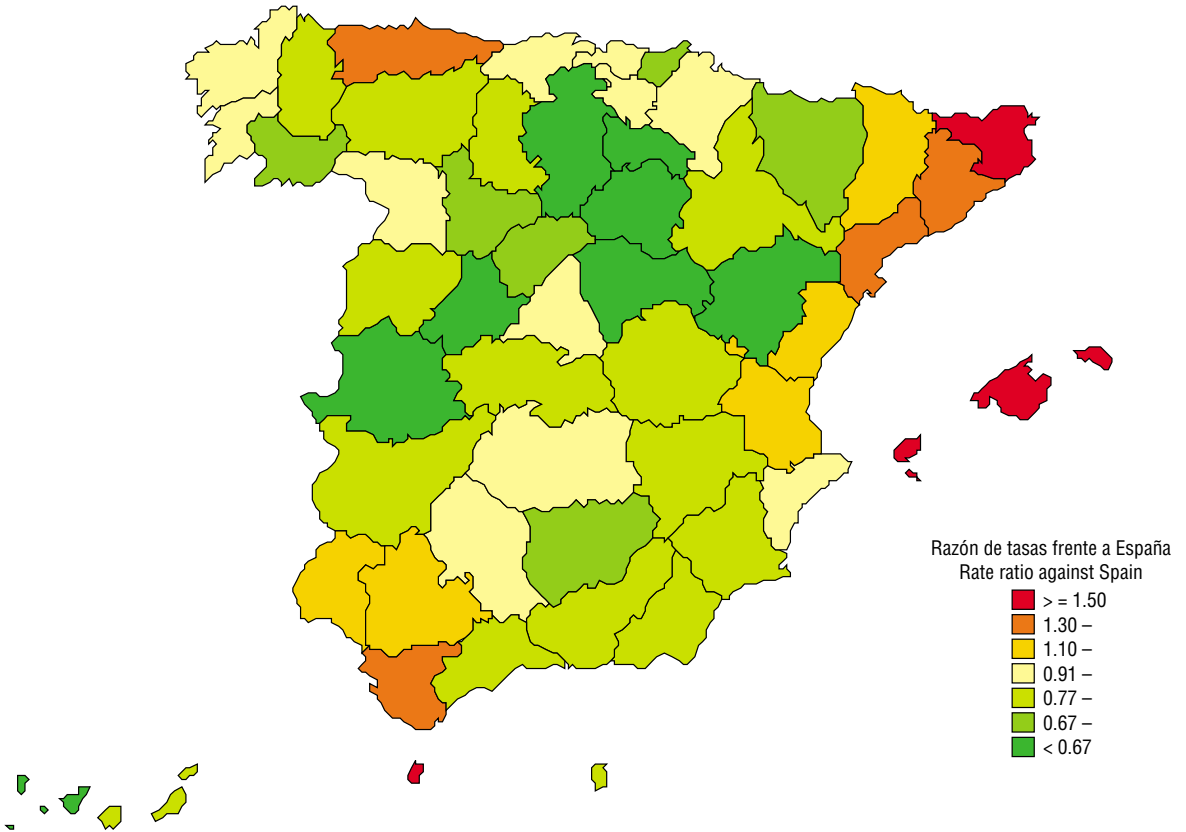 Razón de tasas frente a España
Rate ratio against Spain
> = 1.50
1.30 –
1.10 –
0.91 –
0.77 –
0.67 –
< 0.67